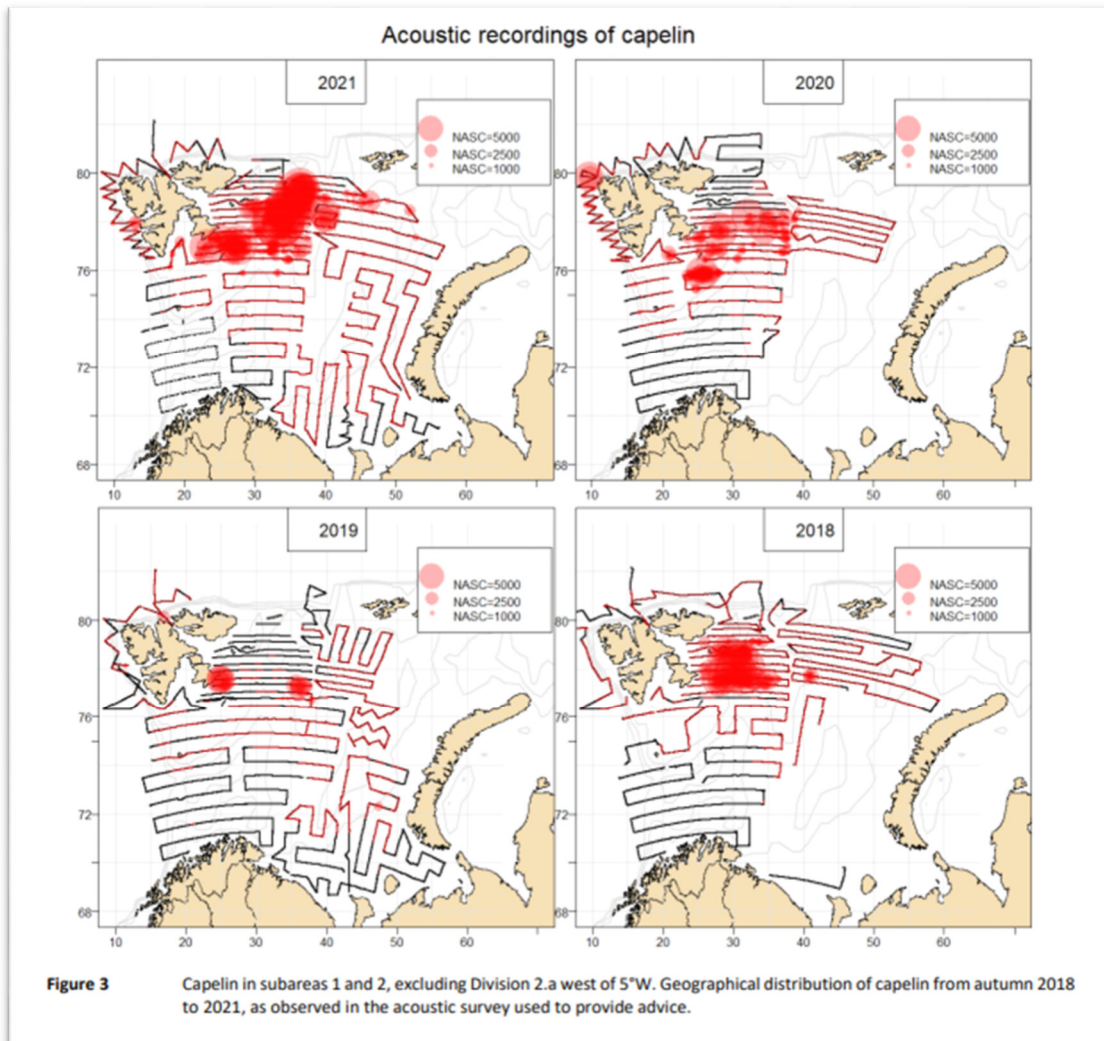 Acoustic recordings of capelin
2021
NASC=5000
NASC=2500
NASC=1000
80
76
72
68
10 20 30 40 50 60
2020
NASC=5000
NASC=2500
NASC=1000
80
76
72
68
10 20 30 40 50 60
2019
NASC=5000
NASC=2500
NASC=1000
80
76
72
68
10 20 30 40 50 60
2018
NASC=5000
NASC=2500
NASC=1000
80
76
72
68
10 20 30 40 50 60
Figure 3 Capelin in subareas 1 and 2, excluding Division 2.a west of 5°W. Geographical distribution of capelin from autumn 2018
to 2021, as observed in the acoustic survey used to provide advice.